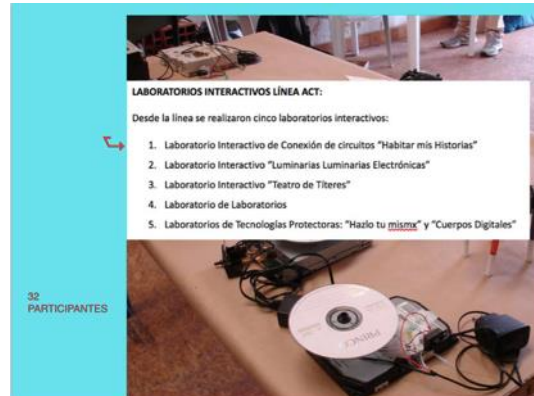 LABORATORIOS INTERACTIVOS LÍNEA ACT:
Desde la línea se realizaron cinco laboratorios interactivos:
1. Laboratorio Interactivo de Conexión de circuitos “Habitar mis Historias”
2. Laboratorio Interactivo “Luminarias Luminarias Electrónicas”
3. Laboratorio Interactivo “Teatro de Títeres”
4. Laboratorio de Laboratorios
5. Laboratorios de Tecnologías Protectoras: “Hazlo tu mismx” y “Cuerpos Digitales”
32
PARTICIPANTES